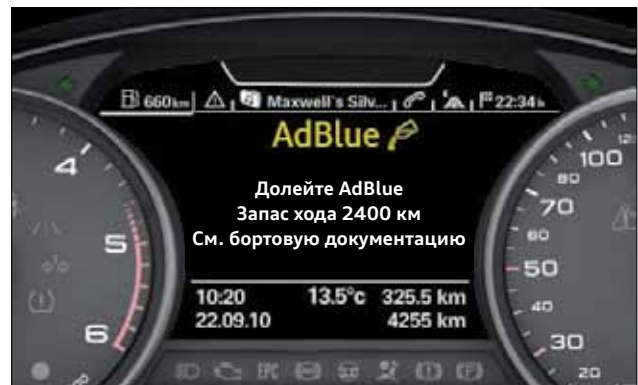 660 km Maxwell's Silv... 22:34 h
AdBlue
Долейте AdBlue
Запас хода 2400 км
См. бортовую документацию
10:20 13.5°c 325.5 km
22.09.10 4255 km
4
5
6
100
80
70
60
50
40
30
20
EPC
(P)